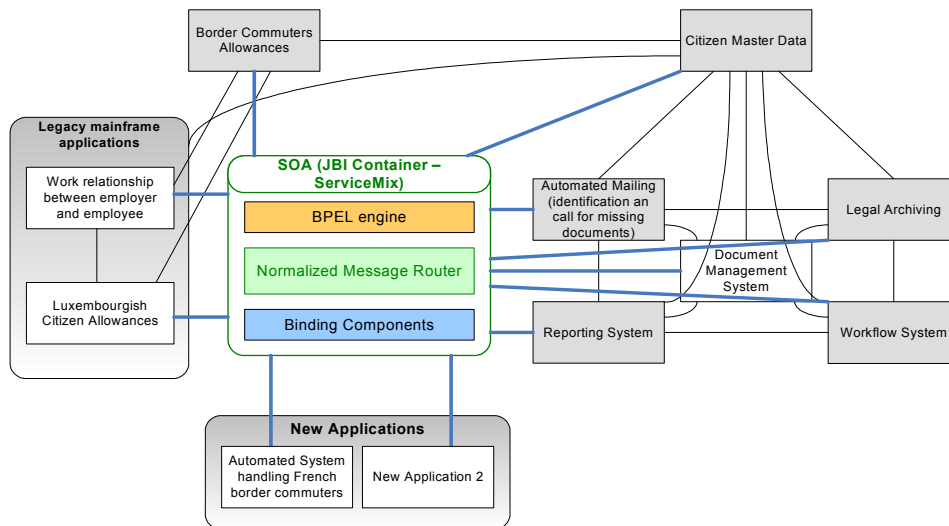 Border Commuters
Allowances
Citizen Master Data
Legacy mainframe
applications
Work relationship
between employer
and employee
Luxembourgish
Citizen Allowances
SOA (JBI Container –
ServiceMix)
BPEL engine
Normalized Message Router
Binding Components
Automated Mailing
(identification an
call for missing
documents)
Legal Archiving
Document
Management
System
Reporting System
Workflow System
New Applications
Automated System
handling French
border commuters
New Application 2